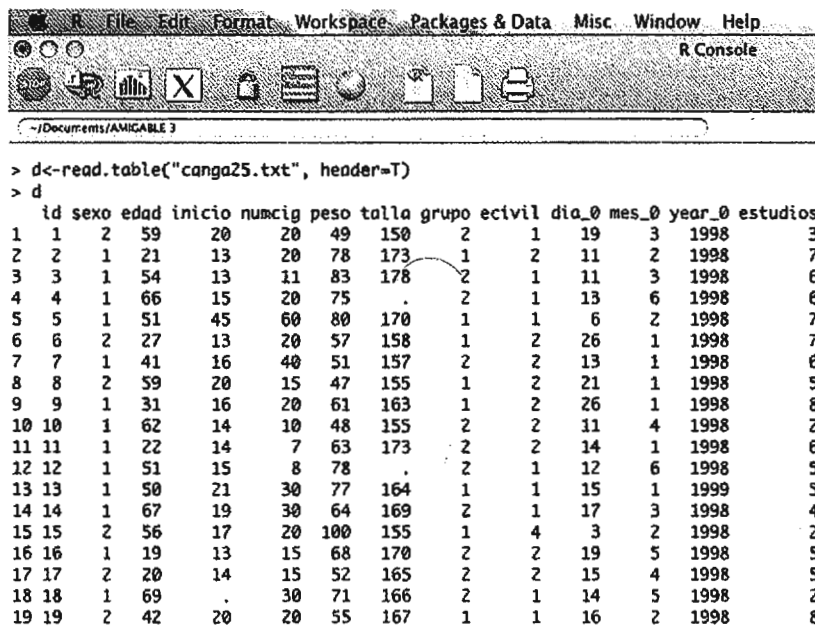 R File Edit Format Workspace Packages & Data Misc Window Help
R Console
~/Documents/AMIGABLE 3
> d<-read.table("canga25.txt", header=T)
> d
id sexo edad inicio numcig peso talla grupo ecivil dia_0 mes_0 year_0 estudios
1 1 2 59 20 20 49 150 2 1 19 3 1998 3
2 2 1 21 13 20 78 173 1 2 11 2 1998 7
3 3 1 54 13 11 83 178 2 1 11 3 1998 6
4 4 1 66 15 20 75 . 2 1 13 6 1998 6
5 5 1 51 45 60 80 170 1 1 6 2 1998 7
6 6 2 27 13 20 57 158 1 2 26 1 1998 7
7 7 1 41 16 40 51 157 2 2 13 1 1998 6
8 8 2 59 20 15 47 155 1 2 21 1 1998 5
9 9 1 31 16 20 61 163 1 2 26 1 1998 8
10 10 1 62 14 10 48 155 2 2 11 4 1998 2
11 11 1 22 14 7 63 173 2 2 14 1 1998 6
12 12 1 51 15 8 78 . 2 1 12 6 1998 5
13 13 1 50 21 30 77 164 1 1 15 1 1999 5
14 14 1 67 19 30 64 169 2 1 17 3 1998 4
15 15 2 56 17 20 100 155 1 4 3 2 1998 2
16 16 1 19 13 15 68 170 2 2 19 5 1998 5
17 17 2 20 14 15 52 165 2 2 15 4 1998 5
18 18 1 69 . 30 71 166 2 1 14 5 1998 2
19 19 2 42 20 20 55 167 1 1 16 2 1998 8